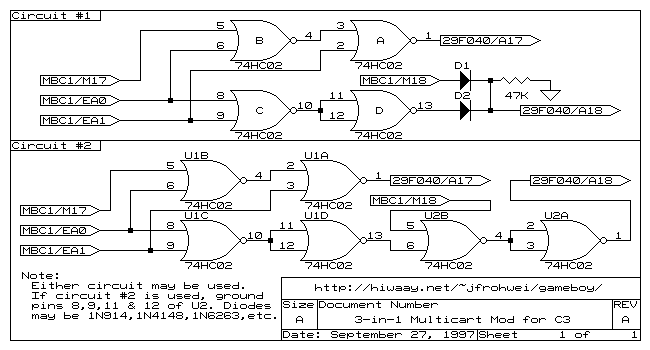 Circuit #1
5
6
B
4
74HC02
3
2
A
1
74HC02
29F040/A17
MBC1/M17
MBC1/EA0
MBC1/EA1
8
9
C
10
74HC02
11
12
D
13
74HC02
MBC1/M18
D1
D2
47K
29F040/A18
Circuit #2
U1B
5
6
4
74HC02
U1A
2
3
1
74HC02
29F040/A17
MBC1/M18
29F040/A18
MBC1/M17
MBC1/EA0
MBC1/EA1
U1C
8
9
10
74HC02
U1D
11
12
13
74HC02
U2B
5
6
4
74HC02
U2A
2
3
1
74HC02
Note:
Either circuit may be used.
If circuit #2 is used, ground
pins 8,9,11 & 12 of U2. Diodes
may be 1N914,1N4148,1N6263,etc.
http://hiwaay.net/~jfrohwei/gameboy/
Size Document Number REV
A 3-in-1 Multicart Mod for C3 A
Date: September 27, 1997 Sheet 1 of 1